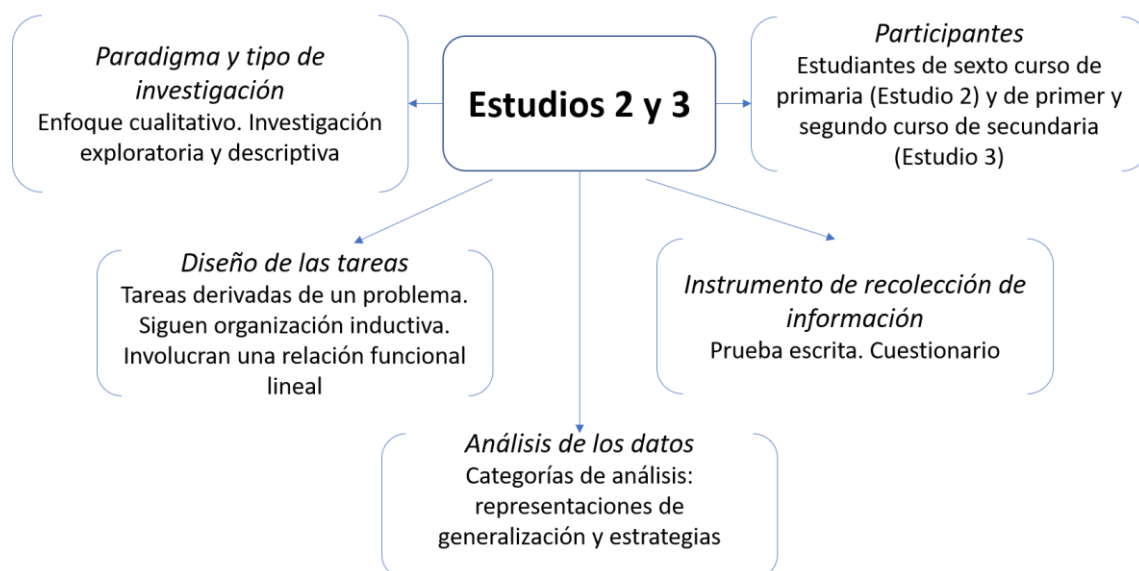 Paradigma y tipo de
investigación
Enfoque cualitativo. Investigación
exploratoria y descriptiva
Estudios 2 y 3
Participantes
Estudiantes de sexto curso de
primaria (Estudio 2) y de primer y
segundo curso de secundaria
(Estudio 3)
Diseño de las tareas
Tareas derivadas de un problema.
Siguen organización inductiva.
Involucran una relación funcional
lineal
Instrumento de recolección de
información
Prueba escrita. Cuestionario
Análisis de los datos
Categorías de análisis:
representaciones de
generalización y estrategias